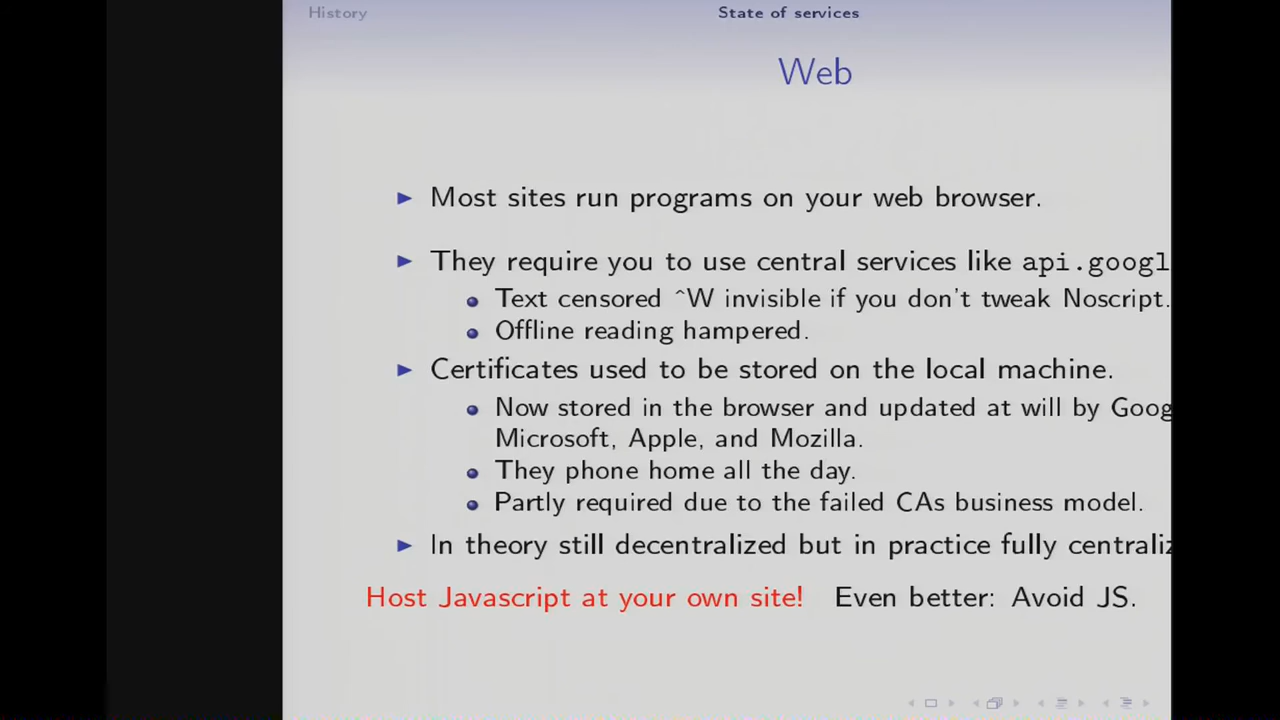 History State of services
Web
Most sites run programs on your web browser.
They require you to use central services like api.googl
Text censored ^W invisible if you don't tweak Noscript.
Offline reading hampered.
Certificates used to be stored on the local machine.
Now stored in the browser and updated at will by Goog
Microsoft, Apple, and Mozilla.
They phone home all the day.
Partly required due to the failed CAs business model.
In theory still decentralized but in practice fully centraliz
Host Javascript at your own site! Even better: Avoid JS.